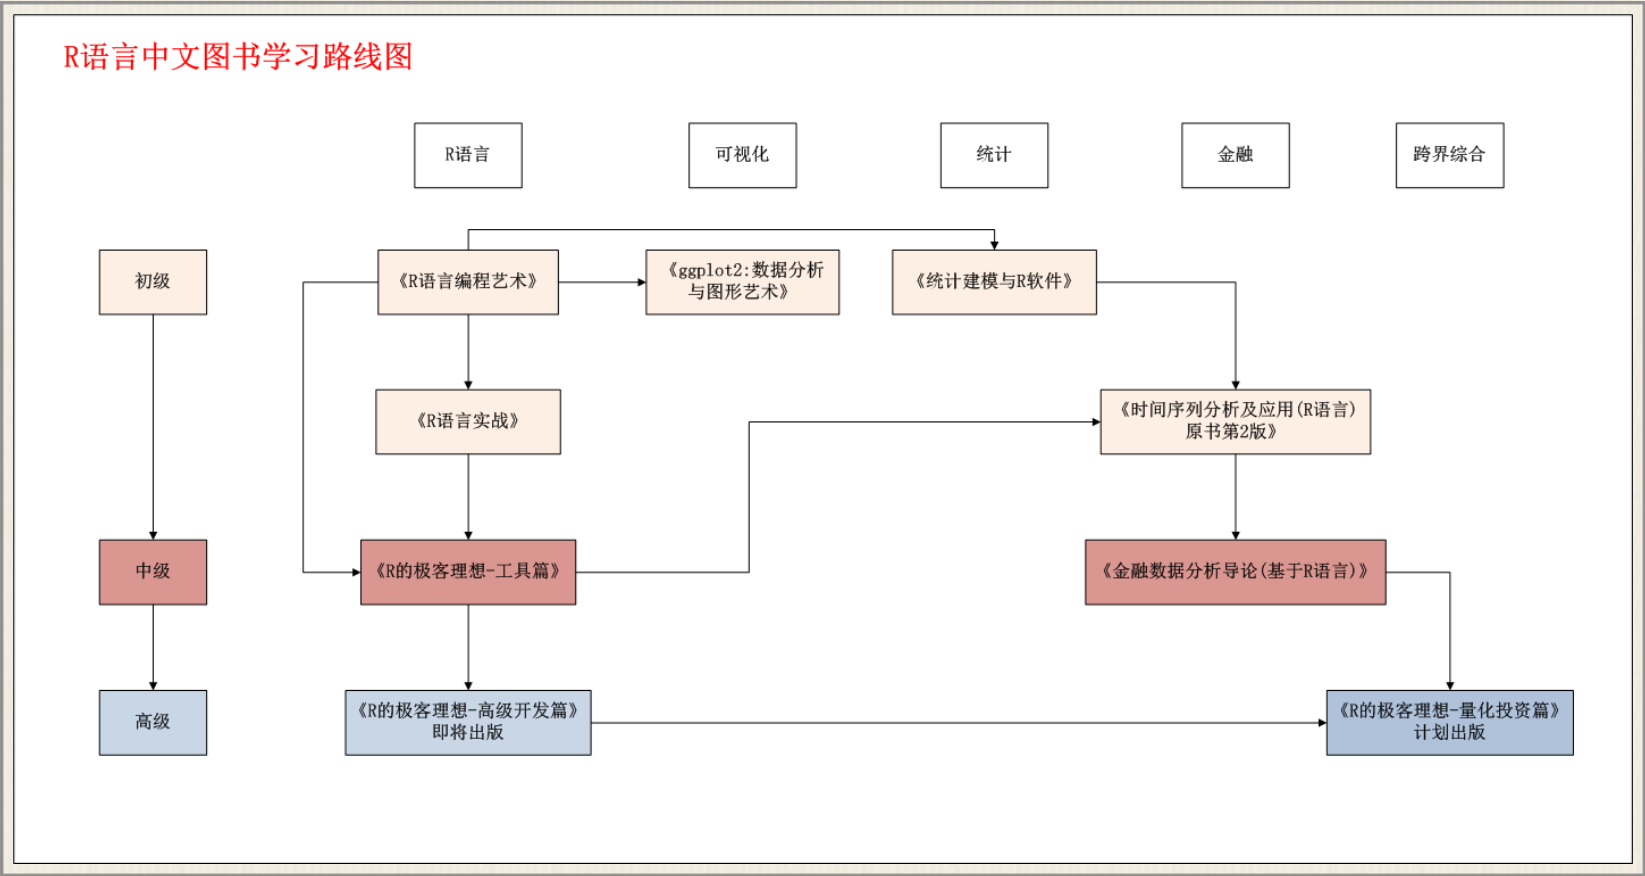 R语言中文图书学习路线图
R语言
可视化
统计
金融
跨界综合
初级
《R语言编程艺术》
《ggplot2:数据分析
与图形艺术》
《统计建模与R软件》
《R语言实战》
《时间序列分析及应用(R语言)
原书第2版》
中级
《R的极客理想-工具篇》
《金融数据分析导论(基于R语言)》
高级
《R的极客理想-高级开发篇》
即将出版
《R的极客理想-量化投资篇》
计划出版